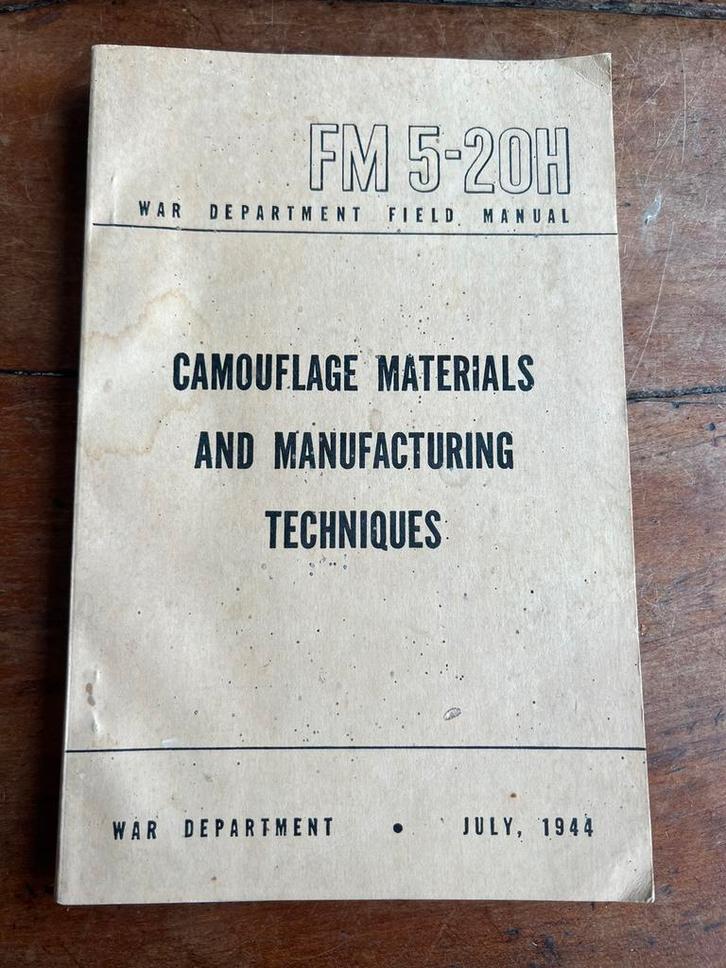 FM 5-20H
WAR DEPARTMENT FIELD MANUAL
CAMOUFLAGE MATERIALS
AND MANUFACTURING
TECHNIQUES
WAR DEPARTMENT • JULY, 1944